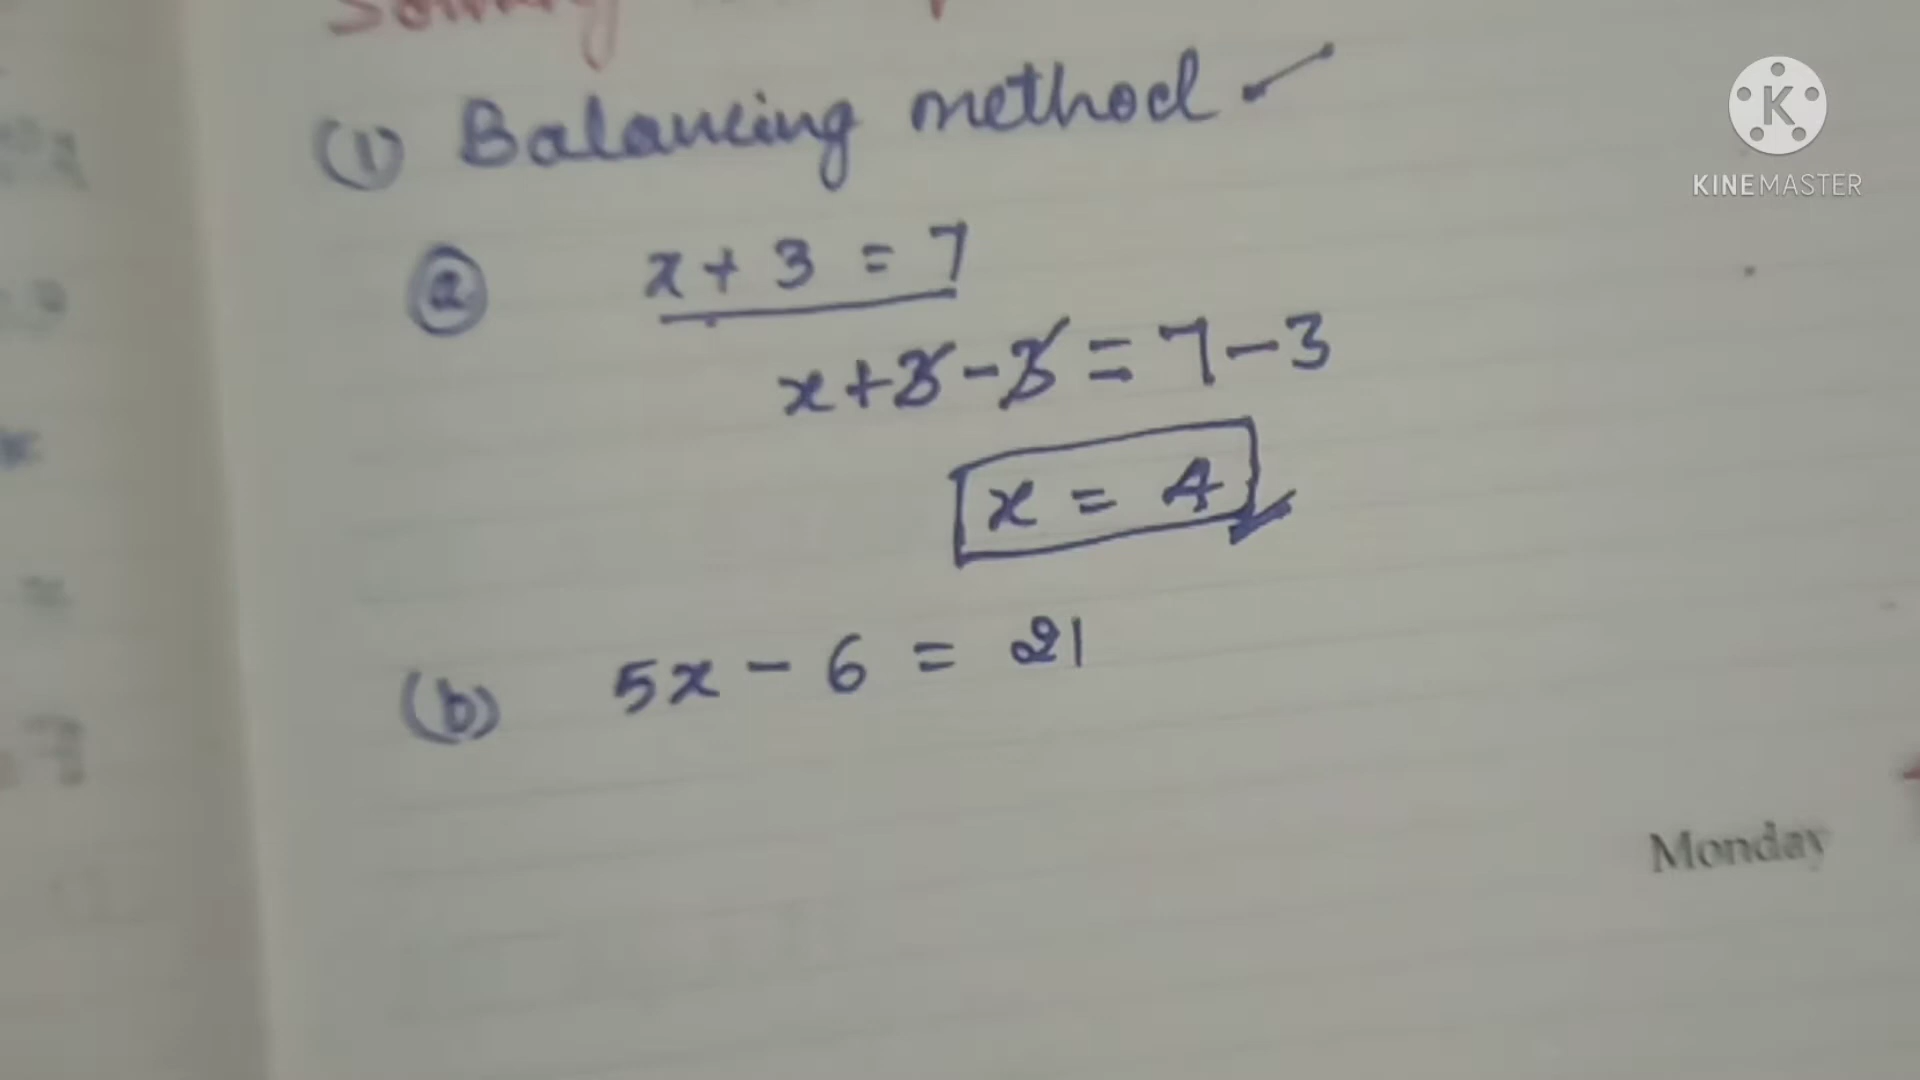 (1) Balancing method
K
KINEMASTER
(a) x + 3 = 7
x + 3 - 3 = 7 - 3
x = 4
(b) 5x - 6 = 21
Monday